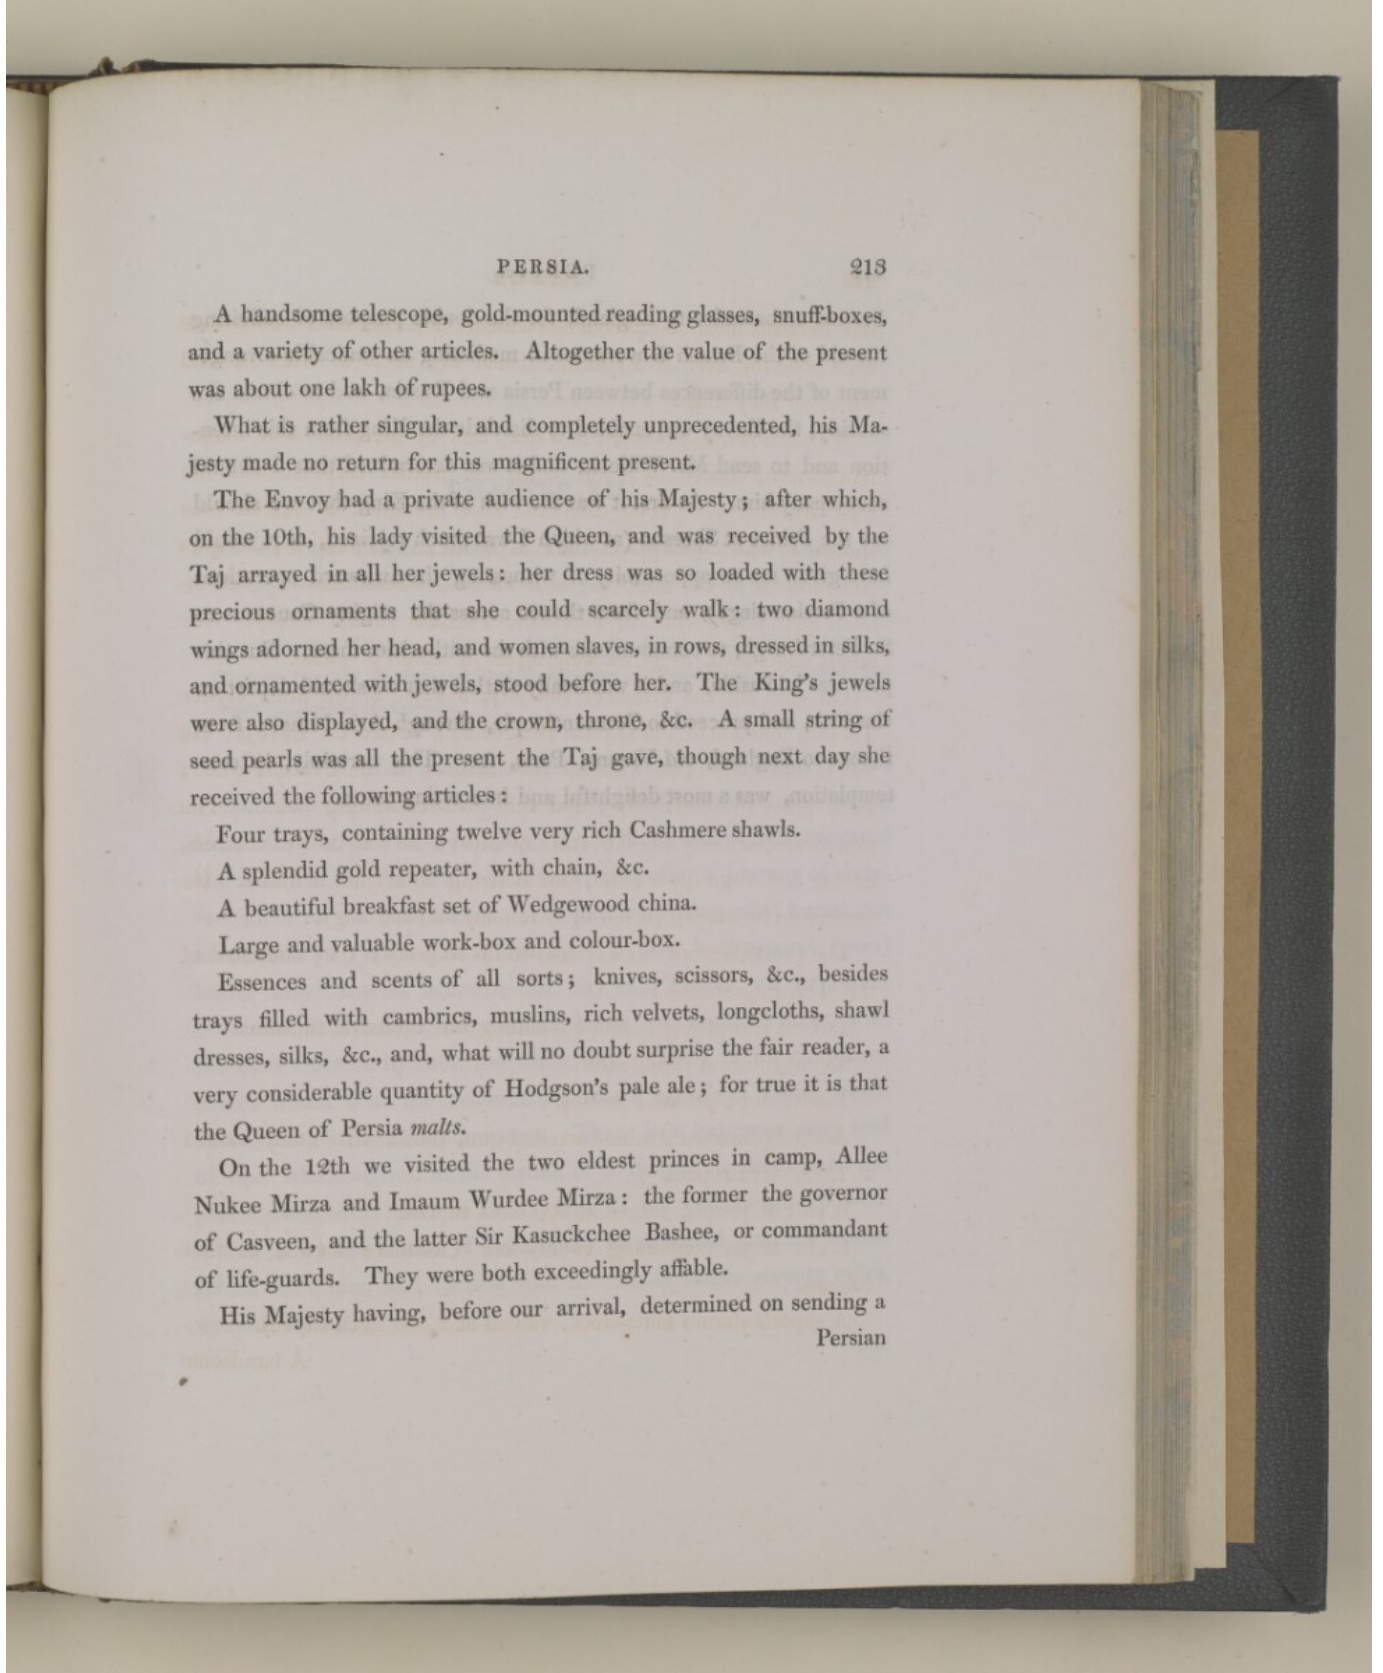 PERSIA. 213
A handsome telescope, gold-mounted reading glasses, snuff-boxes,
and a variety of other articles. Altogether the value of the present
was about one lakh of rupees.
What is rather singular, and completely unprecedented, his Ma-
jesty made no return for this magnificent present.
The Envoy had a private audience of his Majesty; after which,
on the 10th, his lady visited the Queen, and was received by the
Taj arrayed in all her jewels: her dress was so loaded with these
precious ornaments that she could scarcely walk: two diamond
wings adorned her head, and women slaves, in rows, dressed in silks,
and ornamented with jewels, stood before her. The King's jewels
were also displayed, and the crown, throne, &c. A small string of
seed pearls was all the present the Taj gave, though next day she
received the following articles:
Four trays, containing twelve very rich Cashmere shawls.
A splendid gold repeater, with chain, &c.
A beautiful breakfast set of Wedgewood china.
Large and valuable work-box and colour-box.
Essences and scents of all sorts; knives, scissors, &c., besides
trays filled with cambrics, muslins, rich velvets, longcloths, shawl
dresses, silks, &c., and, what will no doubt surprise the fair reader, a
very considerable quantity of Hodgson's pale ale; for true it is that
the Queen of Persia malts.
On the 12th we visited the two eldest princes in camp, Allee
Nukee Mirza and Imaum Wurdee Mirza: the former the governor
of Casveen, and the latter Sir Kasuckchee Bashee, or commandant
of life-guards. They were both exceedingly affable.
His Majesty having, before our arrival, determined on sending a
Persian